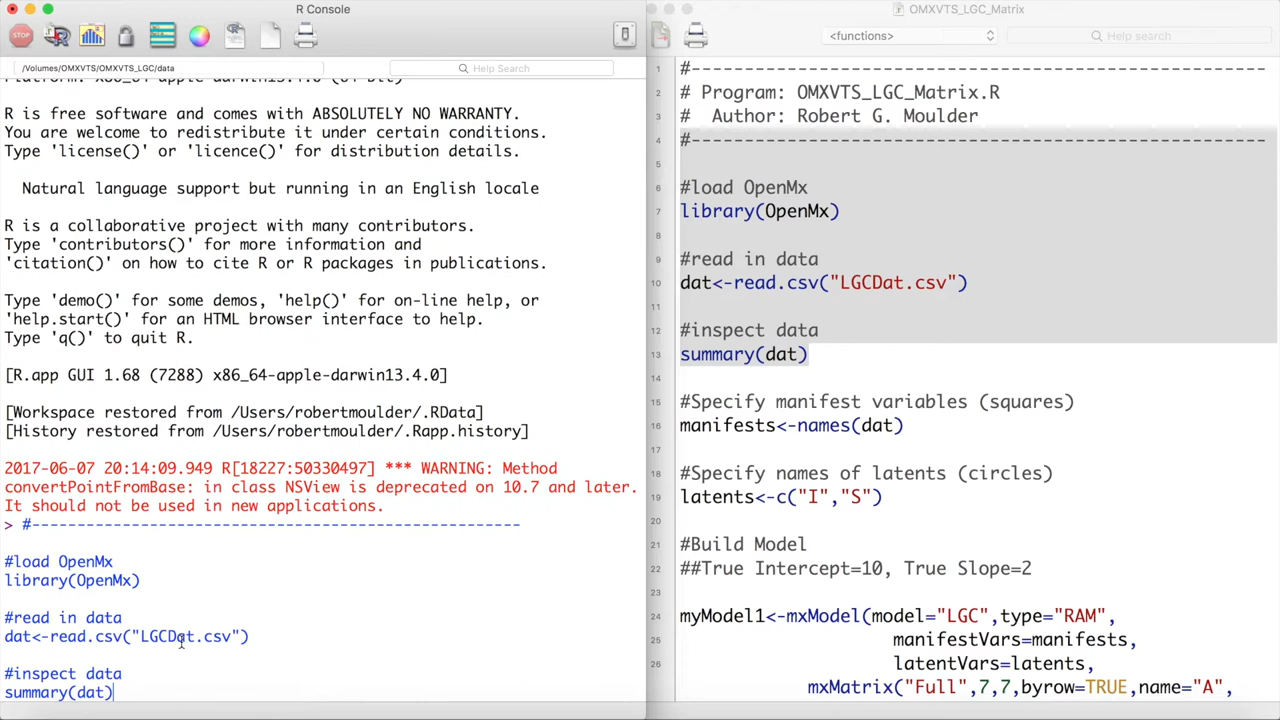 R Console
STOP
/Volumes/OMXVTS/OMXVTS_LGC/data
Help Search
R is free software and comes with ABSOLUTELY NO WARRANTY.
You are welcome to redistribute it under certain conditions.
Type 'license()' or 'licence()' for distribution details.
Natural language support but running in an English locale
R is a collaborative project with many contributors.
Type 'contributors()' for more information and
'citation()' on how to cite R or R packages in publications.
Type 'demo()' for some demos, 'help()' for on-line help, or
'help.start()' for an HTML browser interface to help.
Type 'q()' to quit R.
[R.app GUI 1.68 (7288) x86_64-apple-darwin13.4.0]
[Workspace restored from /Users/robertmoulder/.RData]
[History restored from /Users/robertmoulder/.Rapp.history]
2017-06-07 20:14:09.949 R[18227:50330497] *** WARNING: Method
convertPointFromBase: in class NSView is deprecated on 10.7 and later.
It should not be used in new applications.
> #----------------------------------------------------
#load OpenMx
library(OpenMx)
#read in data
dat<-read.csv("LGCDat.csv")
#inspect data
summary(dat)
OMXVTS_LGC_Matrix
<functions>
Help search
1 #-------------------------------------------------------
2 # Program: OMXVTS_LGC_Matrix.R
3 #  Author: Robert G. Moulder
4 #-------------------------------------------------------
5
6 #load OpenMx
7 library(OpenMx)
8
9 #read in data
10 dat<-read.csv("LGCDat.csv")
11
12 #inspect data
13 summary(dat)
14
15 #Specify manifest variables (squares)
16 manifests<-names(dat)
17
18 #Specify names of latents (circles)
19 latents<-c("I","S")
20
21 #Build Model
22 ##True Intercept=10, True Slope=2
23
24 myModel1<-mxModel(model="LGC",type="RAM",
25 manifestVars=manifests,
26 latentVars=latents,
mxMatrix("Full",7,7,byrow=TRUE,name="A",